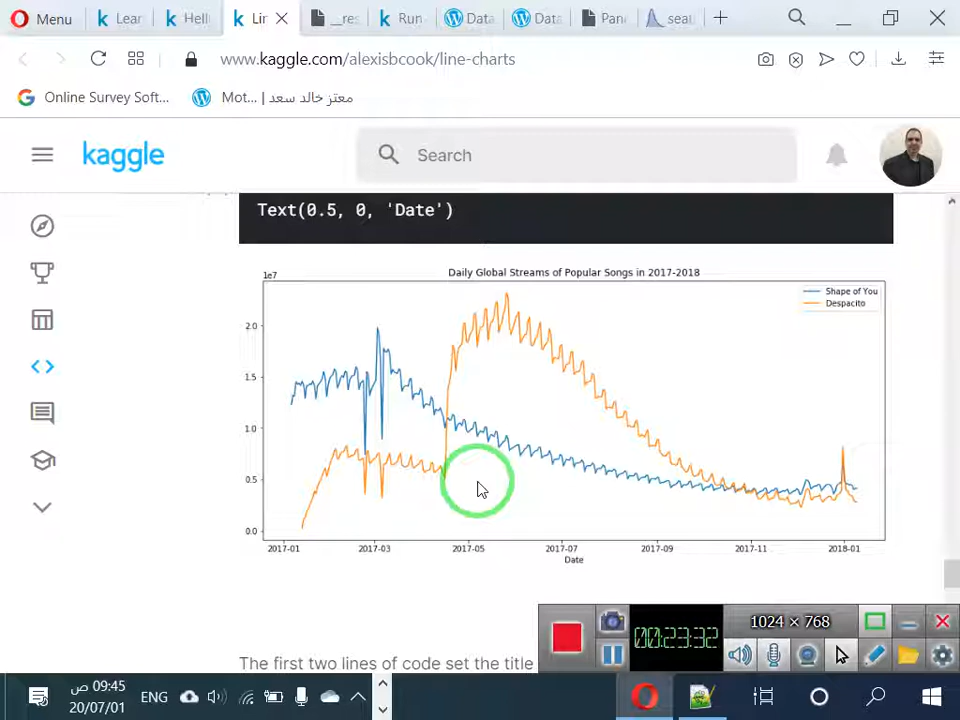 Menu
Lear
Hell
Lin
__res
Run
Data
Data
Pan
seat
www.kaggle.com/alexisbcook/line-charts
Online Survey Soft...
Mot... | معتز خالد سعد
kaggle
Search
Text(0.5, 0, 'Date')
Daily Global Streams of Popular Songs in 2017-2018
1e7
Shape of You
Despacito
2.0
1.5
1.0
0.5
0.0
2017-01
2017-03
2017-05
2017-07
2017-09
2017-11
2018-01
Date
The first two lines of code set the title
1024 × 768
00:23:32
09:45 ص
20/07/01
ENG